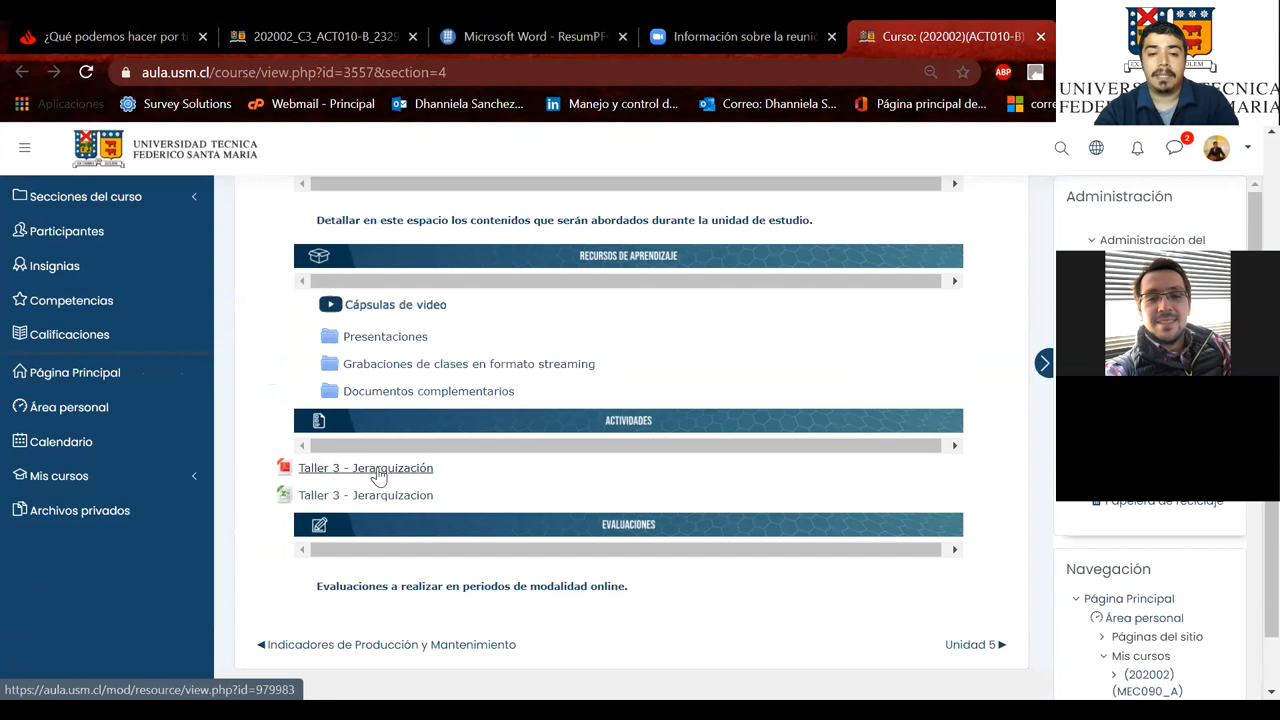 ¿Qué podemos hacer por ti
202002_C3_ACT010-B_2329
Microsoft Word - ResumPF
Información sobre la reuni
Curso: (202002)(ACT010-B)
aula.usm.cl/course/view.php?id=3557&section=4
ABP
Aplicaciones
Survey Solutions
Webmail - Principal
Dhanniela Sanchez...
Manejo y control d...
Correo: Dhanniela S...
Página principal de...
UNIVERSIDAD TECNICA
FEDERICO SANTA MARIA
2
Secciones del curso
Participantes
Insignias
Competencias
Calificaciones
Página Principal
Área personal
Calendario
Mis cursos
Archivos privados
Detallar en este espacio los contenidos que serán abordados durante la unidad de estudio.
RECURSOS DE APRENDIZAJE
Cápsulas de video
Presentaciones
Grabaciones de clases en formato streaming
Documentos complementarios
ACTIVIDADES
Taller 3 - Jerarquización
Taller 3 - Jerarquizacion
EVALUACIONES
Evaluaciones a realizar en periodos de modalidad online.
Indicadores de Producción y Mantenimiento
Unidad 5
https://aula.usm.cl/mod/resource/view.php?id=979983
Administración
Administración del
Papelera de reciclaje
Navegación
Página Principal
Área personal
Páginas del sitio
Mis cursos
(202002)
(MEC090_A)